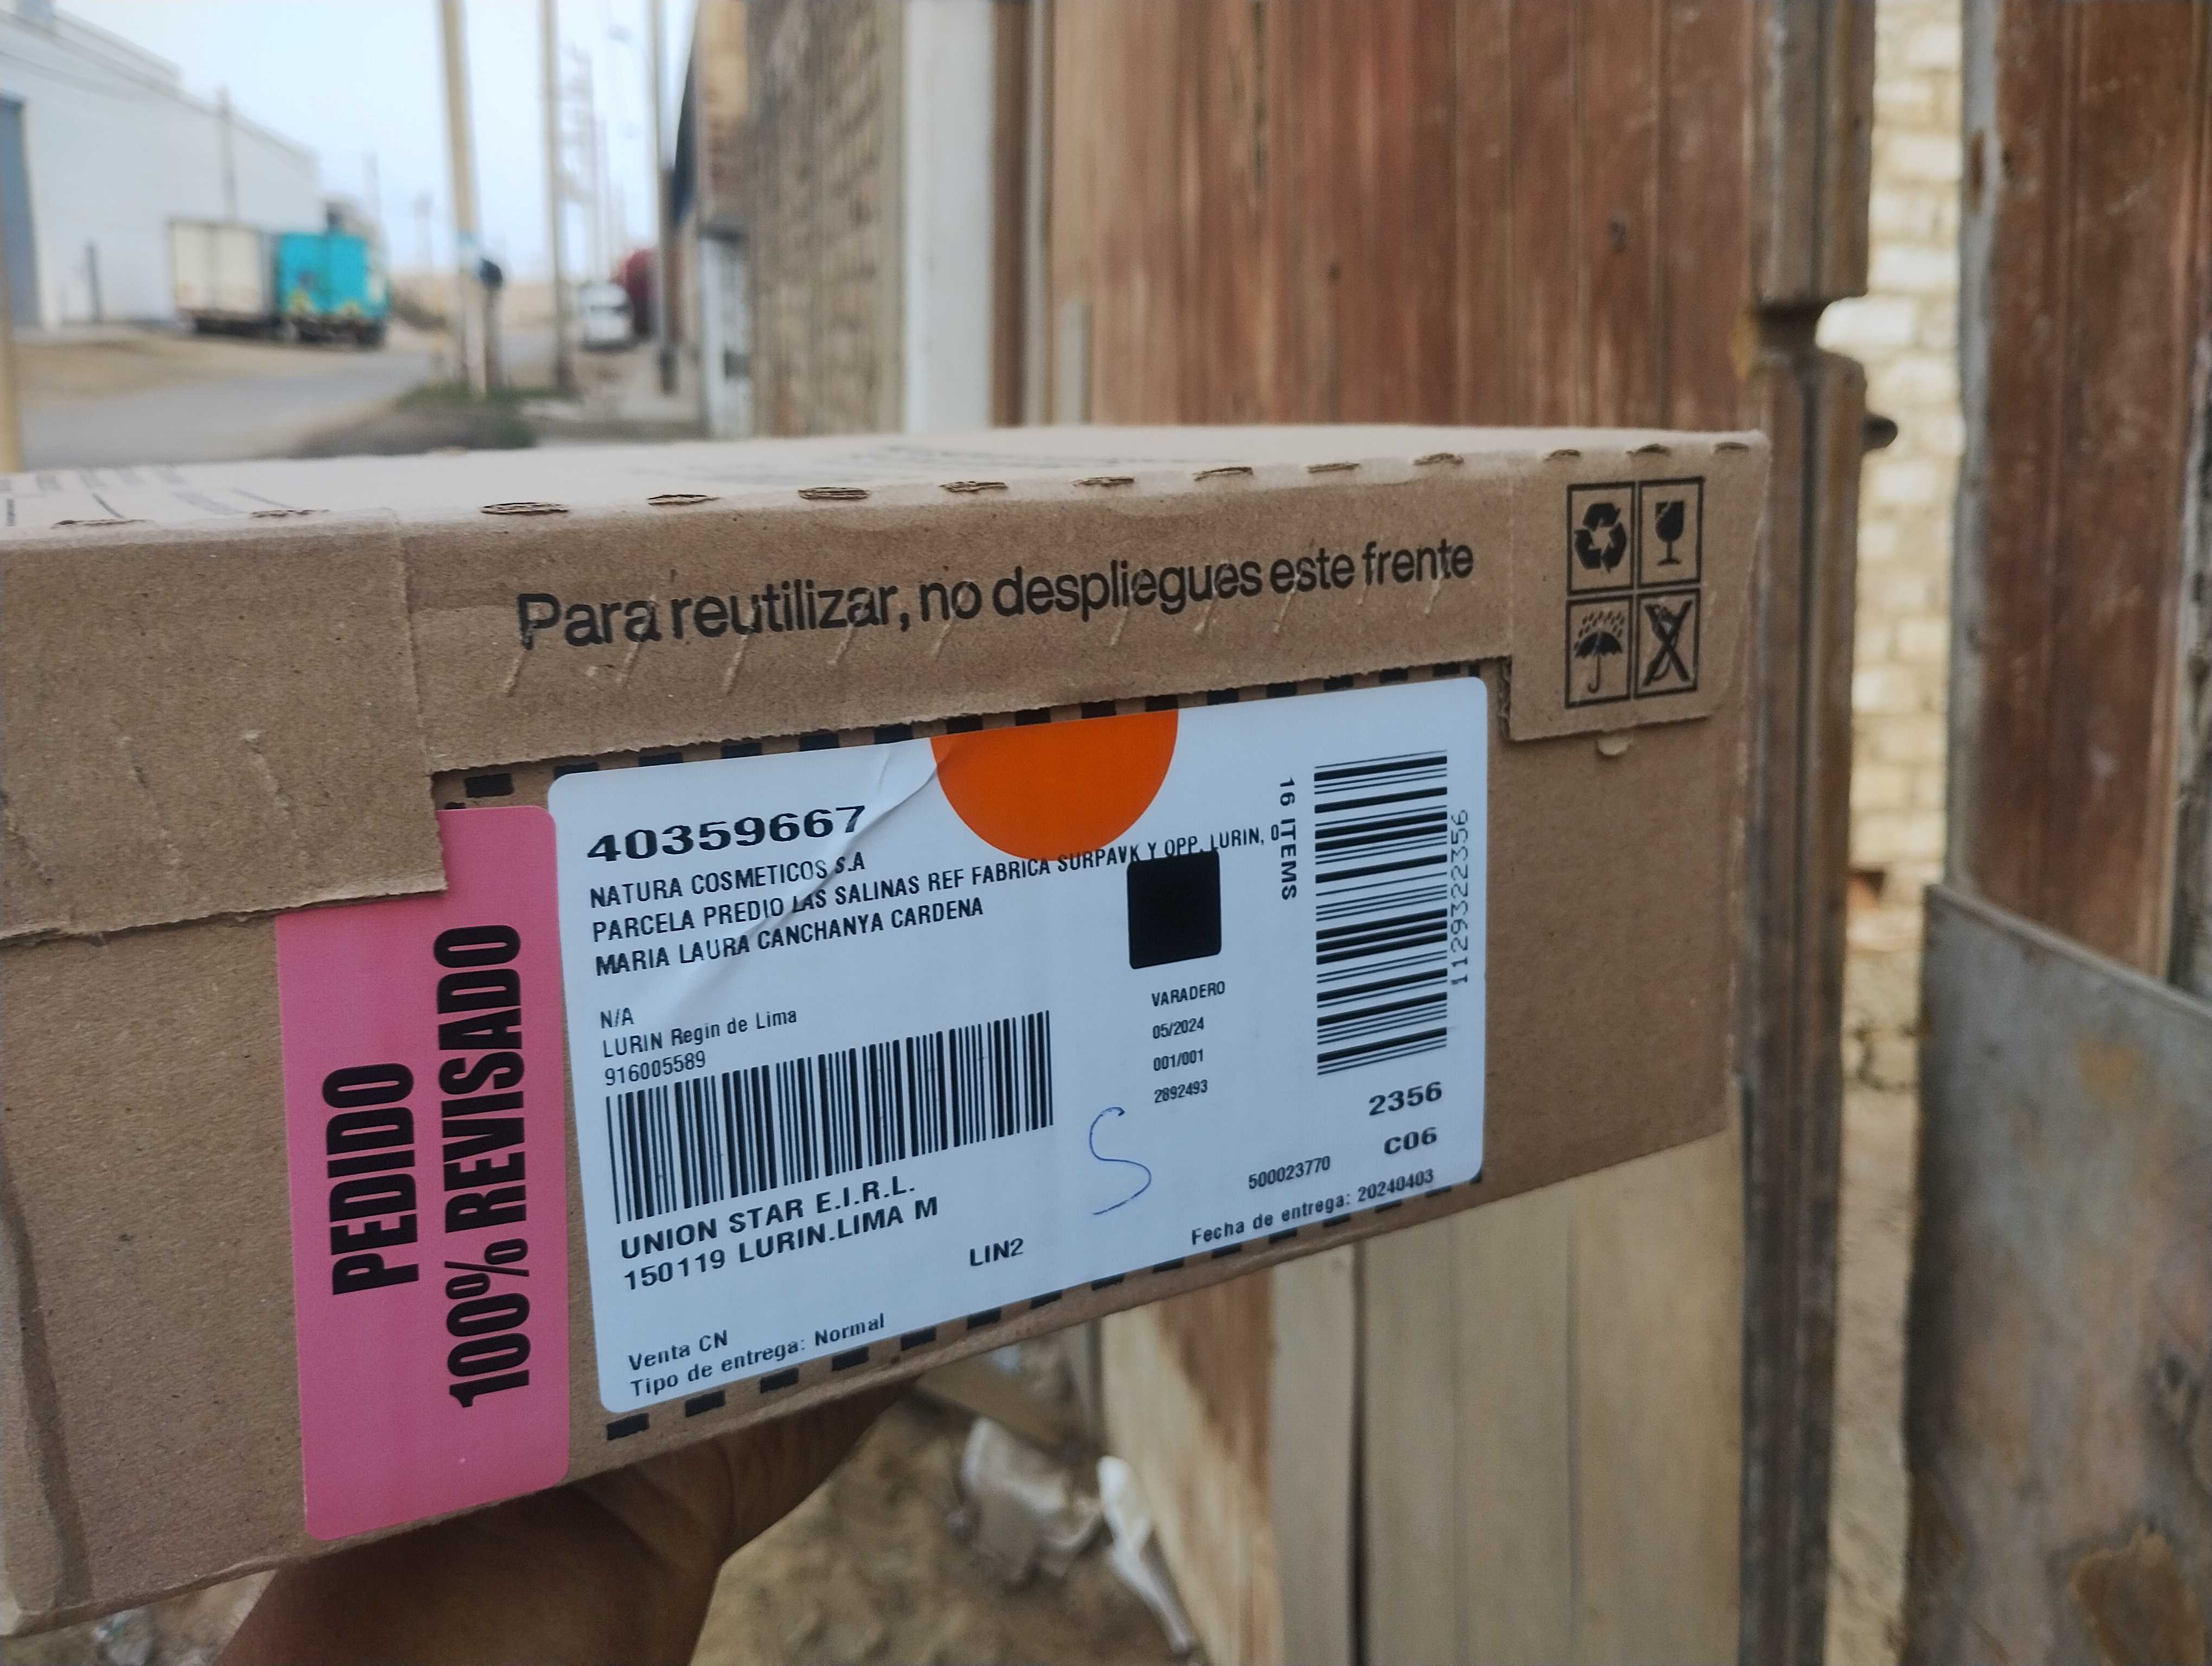 Para reutilizar, no despliegues este frente
PEDIDO
100% REVISADO
40359667
NATURA COSMETICOS S.A
PARCELA PREDIO LAS SALINAS REF FABRICA SURPAVK Y OPP. LURIN, 0
MARIA LAURA CANCHANYA CARDENA
N/A
LURIN Regin de Lima
916005589
UNION STAR E.I.R.L.
150119 LURIN.LIMA M
LIN2
Venta CN
Tipo de entrega: Normal
VARADERO
05/2024
001/001
2892493
S
16 ITEMS
112932356
2356
C06
500023770
Fecha de entrega: 20240403